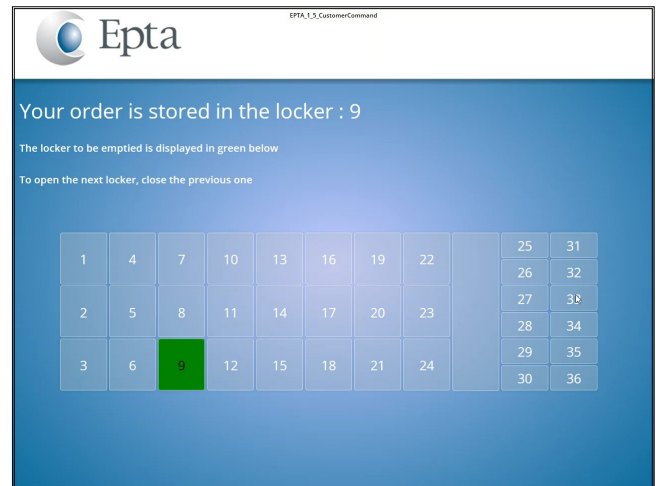 EPTA_1_5_CustomerCommand
Epta
Your order is stored in the locker : 9
The locker to be emptied is displayed in green below
To open the next locker, close the previous one
1 4 7 10 13 16 19 22 25 31
26 32
2 5 8 11 14 17 20 23 27 33
28 34
3 6 9 12 15 18 21 24 29 35
30 36